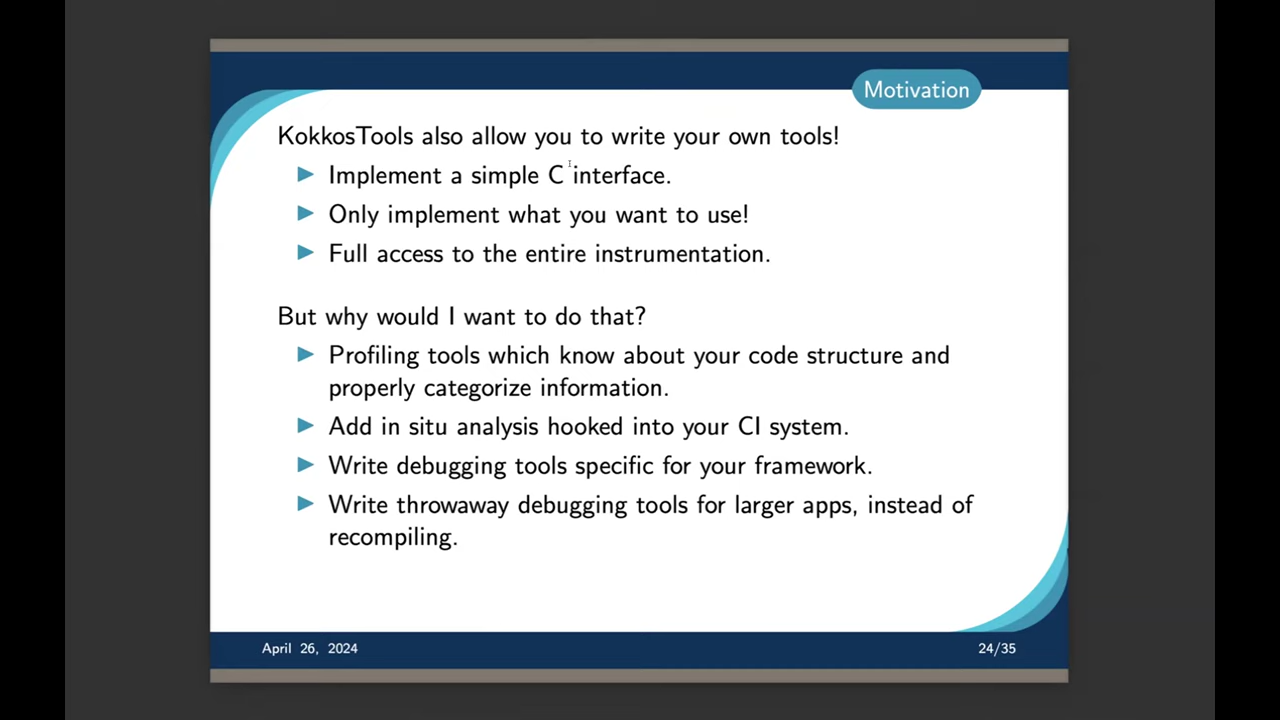 Motivation
KokkosTools also allow you to write your own tools!
▶ Implement a simple C interface.
▶ Only implement what you want to use!
▶ Full access to the entire instrumentation.
But why would I want to do that?
▶ Profiling tools which know about your code structure and
properly categorize information.
▶ Add in situ analysis hooked into your CI system.
▶ Write debugging tools specific for your framework.
▶ Write throwaway debugging tools for larger apps, instead of
recompiling.
April 26, 2024
24/35